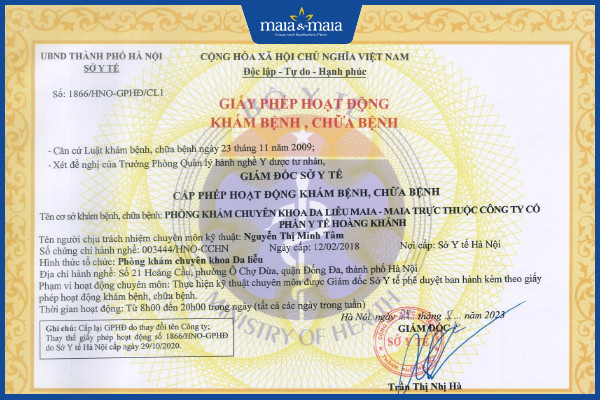 maia&maia
UBND THÀNH PHỐ HÀ NỘI
SỞ Y TẾ
CỘNG HÒA XÃ HỘI CHỦ NGHĨA VIỆT NAM
Độc lập - Tự do - Hạnh phúc
Số: 1866/HNO-GPHĐ/CL1
SỞ Y TẾ
GIẤY PHÉP HOẠT ĐỘNG
KHÁM BỆNH , CHỮA BỆNH
- Căn cứ Luật khám bệnh, chữa bệnh ngày 23 tháng 11 năm 2009;
- Xét đề nghị của Trưởng Phòng Quản lý hành nghề Y dược tư nhân,
GIÁM ĐỐC SỞ Y TẾ
CẤP PHÉP HOẠT ĐỘNG KHÁM BỆNH, CHỮA BỆNH
Tên cơ sở khám bệnh, chữa bệnh: PHÒNG KHÁM CHUYÊN KHOA DA LIỄU MAIA - MAIA TRỰC THUỘC CÔNG TY CỔ
PHẦN Y TẾ HOÀNG KHÁNH
Tên người chịu trách nhiệm chuyên môn kỹ thuật: Nguyễn Thị Minh Tâm
Số chứng chỉ hành nghề: 003444/HNO-CCHN Ngày cấp: 12/02/2018 Nơi cấp: Sở Y tế Hà Nội
Hình thức tổ chức: Phòng khám chuyên khoa Da liễu
Địa chỉ hành nghề: Số 21 Hoàng Cầu, phường Ô Chợ Dừa, quận Đống Đa, thành phố Hà Nội
Phạm vi hoạt động chuyên môn: Thực hiện kỹ thuật chuyên môn được Giám đốc Sở Y tế phê duyệt ban hành kèm theo giấy
phép hoạt động khám bệnh, chữa bệnh.
Thời gian hoạt động: Từ 8h00 đến 20h00 trong ngày (tất cả các ngày trong tuần)
MINISTRY OF HEALTH
Hà Nội, ngày tháng năm 2023
Ghi chú: Cấp lại GPHĐ do thay đổi tên Công ty;
Thay thế giấy phép hoạt động số 1866/HNO-GPHĐ
do Sở Y tế Hà Nội cấp ngày 29/10/2020.
GIÁM ĐỐC
SỞ Y TẾ
Trần Thị Nhị Hà